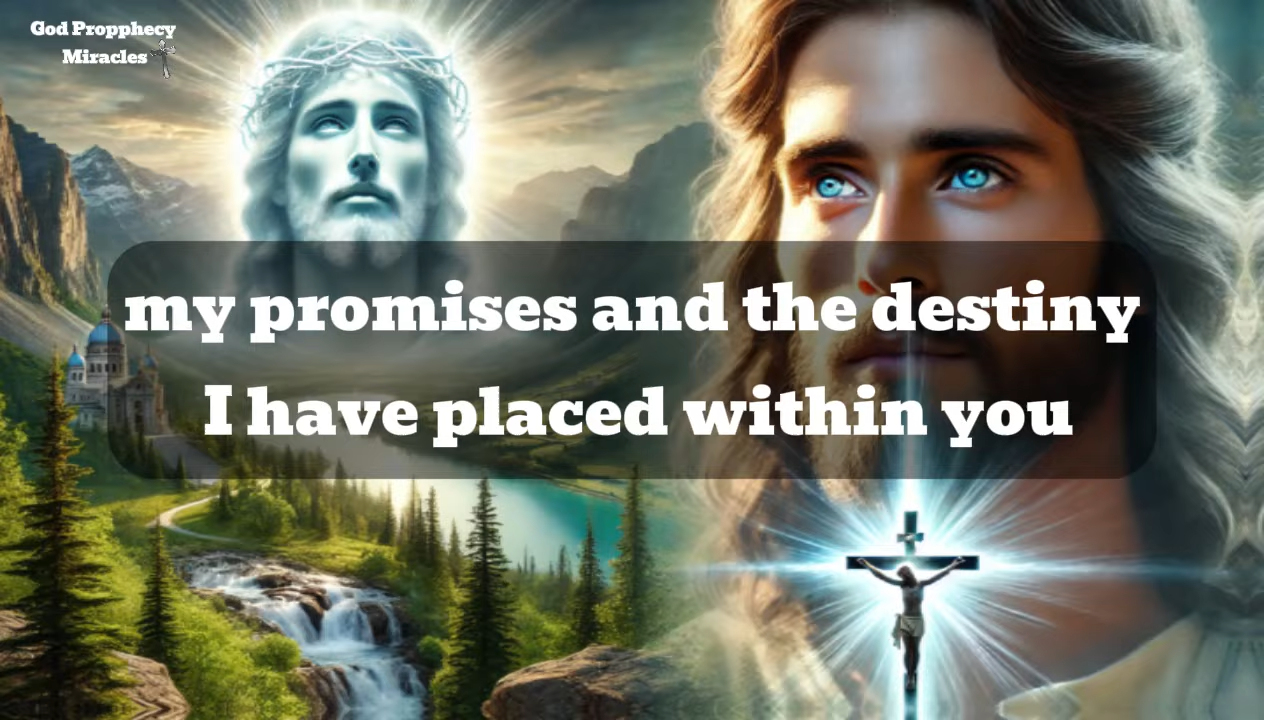 God Propphecy
Miracles
my promises and the destiny
I have placed within you